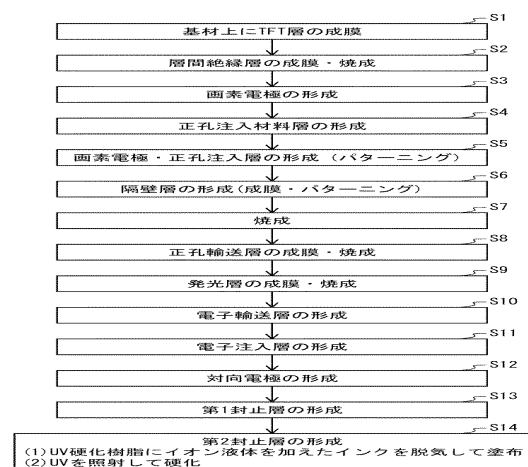 S1
基材上にTFT層の成膜
S2
層間絶縁層の成膜・焼成
S3
画素電極の形成
S4
正孔注入材料層の形成
S5
画素電極・正孔注入層の形成（パターニング）
S6
隔壁層の形成(成膜・パターニング)
S7
焼成
S8
正孔輸送層の成膜・焼成
S9
発光層の成膜・焼成
S10
電子輸送層の形成
S11
電子注入層の形成
S12
対向電極の形成
S13
第1封止層の形成
S14
第2封止層の形成
(1)UV硬化樹脂にイオン液体を加えたインクを脱気して塗布
(2)UVを照射して硬化